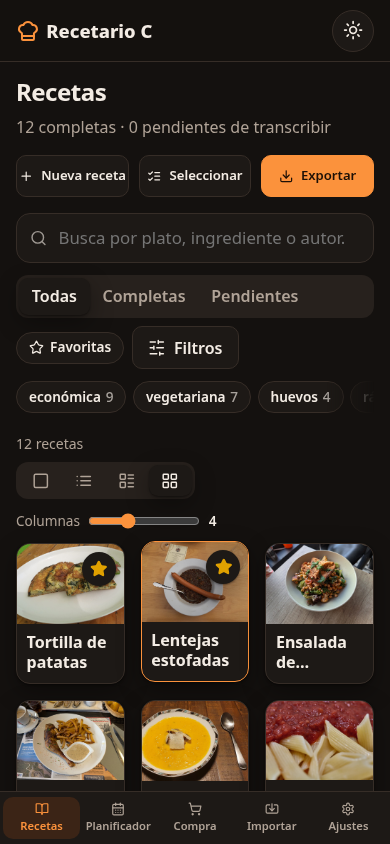 Recetario C
Recetas
12 completas · 0 pendientes de transcribir
Nueva receta
Seleccionar
Exportar
Busca por plato, ingrediente o autor.
Todas
Completas
Pendientes
Favoritas
Filtros
económica 9
vegetariana 7
huevos 4
12 recetas
Columnas
4
Tortilla de
patatas
Lentejas
estofadas
Ensalada
de…
Recetas
Planificador
Compra
Importar
Ajustes